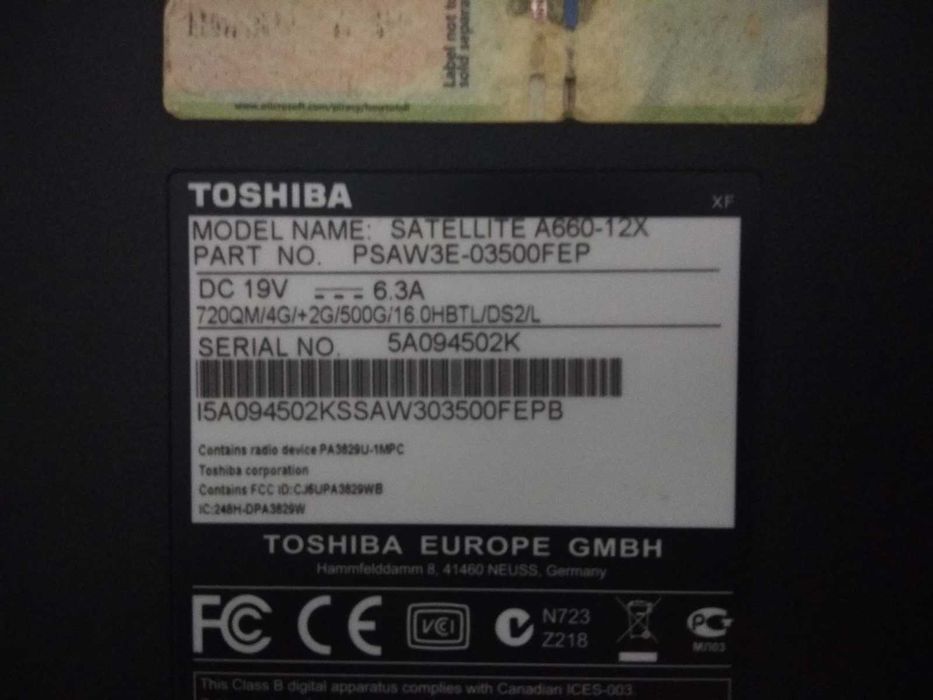 Label not to
www.microsoft.com/piracy/howtotell
TOSHIBA
XF
MODEL NAME: SATELLITE A660-12X
PART NO. PSAW3E-03500FEP
DC 19V 6.3A
720QM/4G/+2G/500G/16.0HBTL/DS2/L
SERIAL NO. 5A094502K
I5A094502KSSAW303500FEPB
Contains radio device PA3829U-1MPC
Toshiba corporation
Contains FCC ID:CJ6UPA3829WB
IC:248H-DPA3829W
TOSHIBA EUROPE GMBH
Hammfelddamm 8, 41460 NEUSS, Germany
FC CE VCI N723
Z218
PC
This Class B digital apparatus complies with Canadian ICES-003.